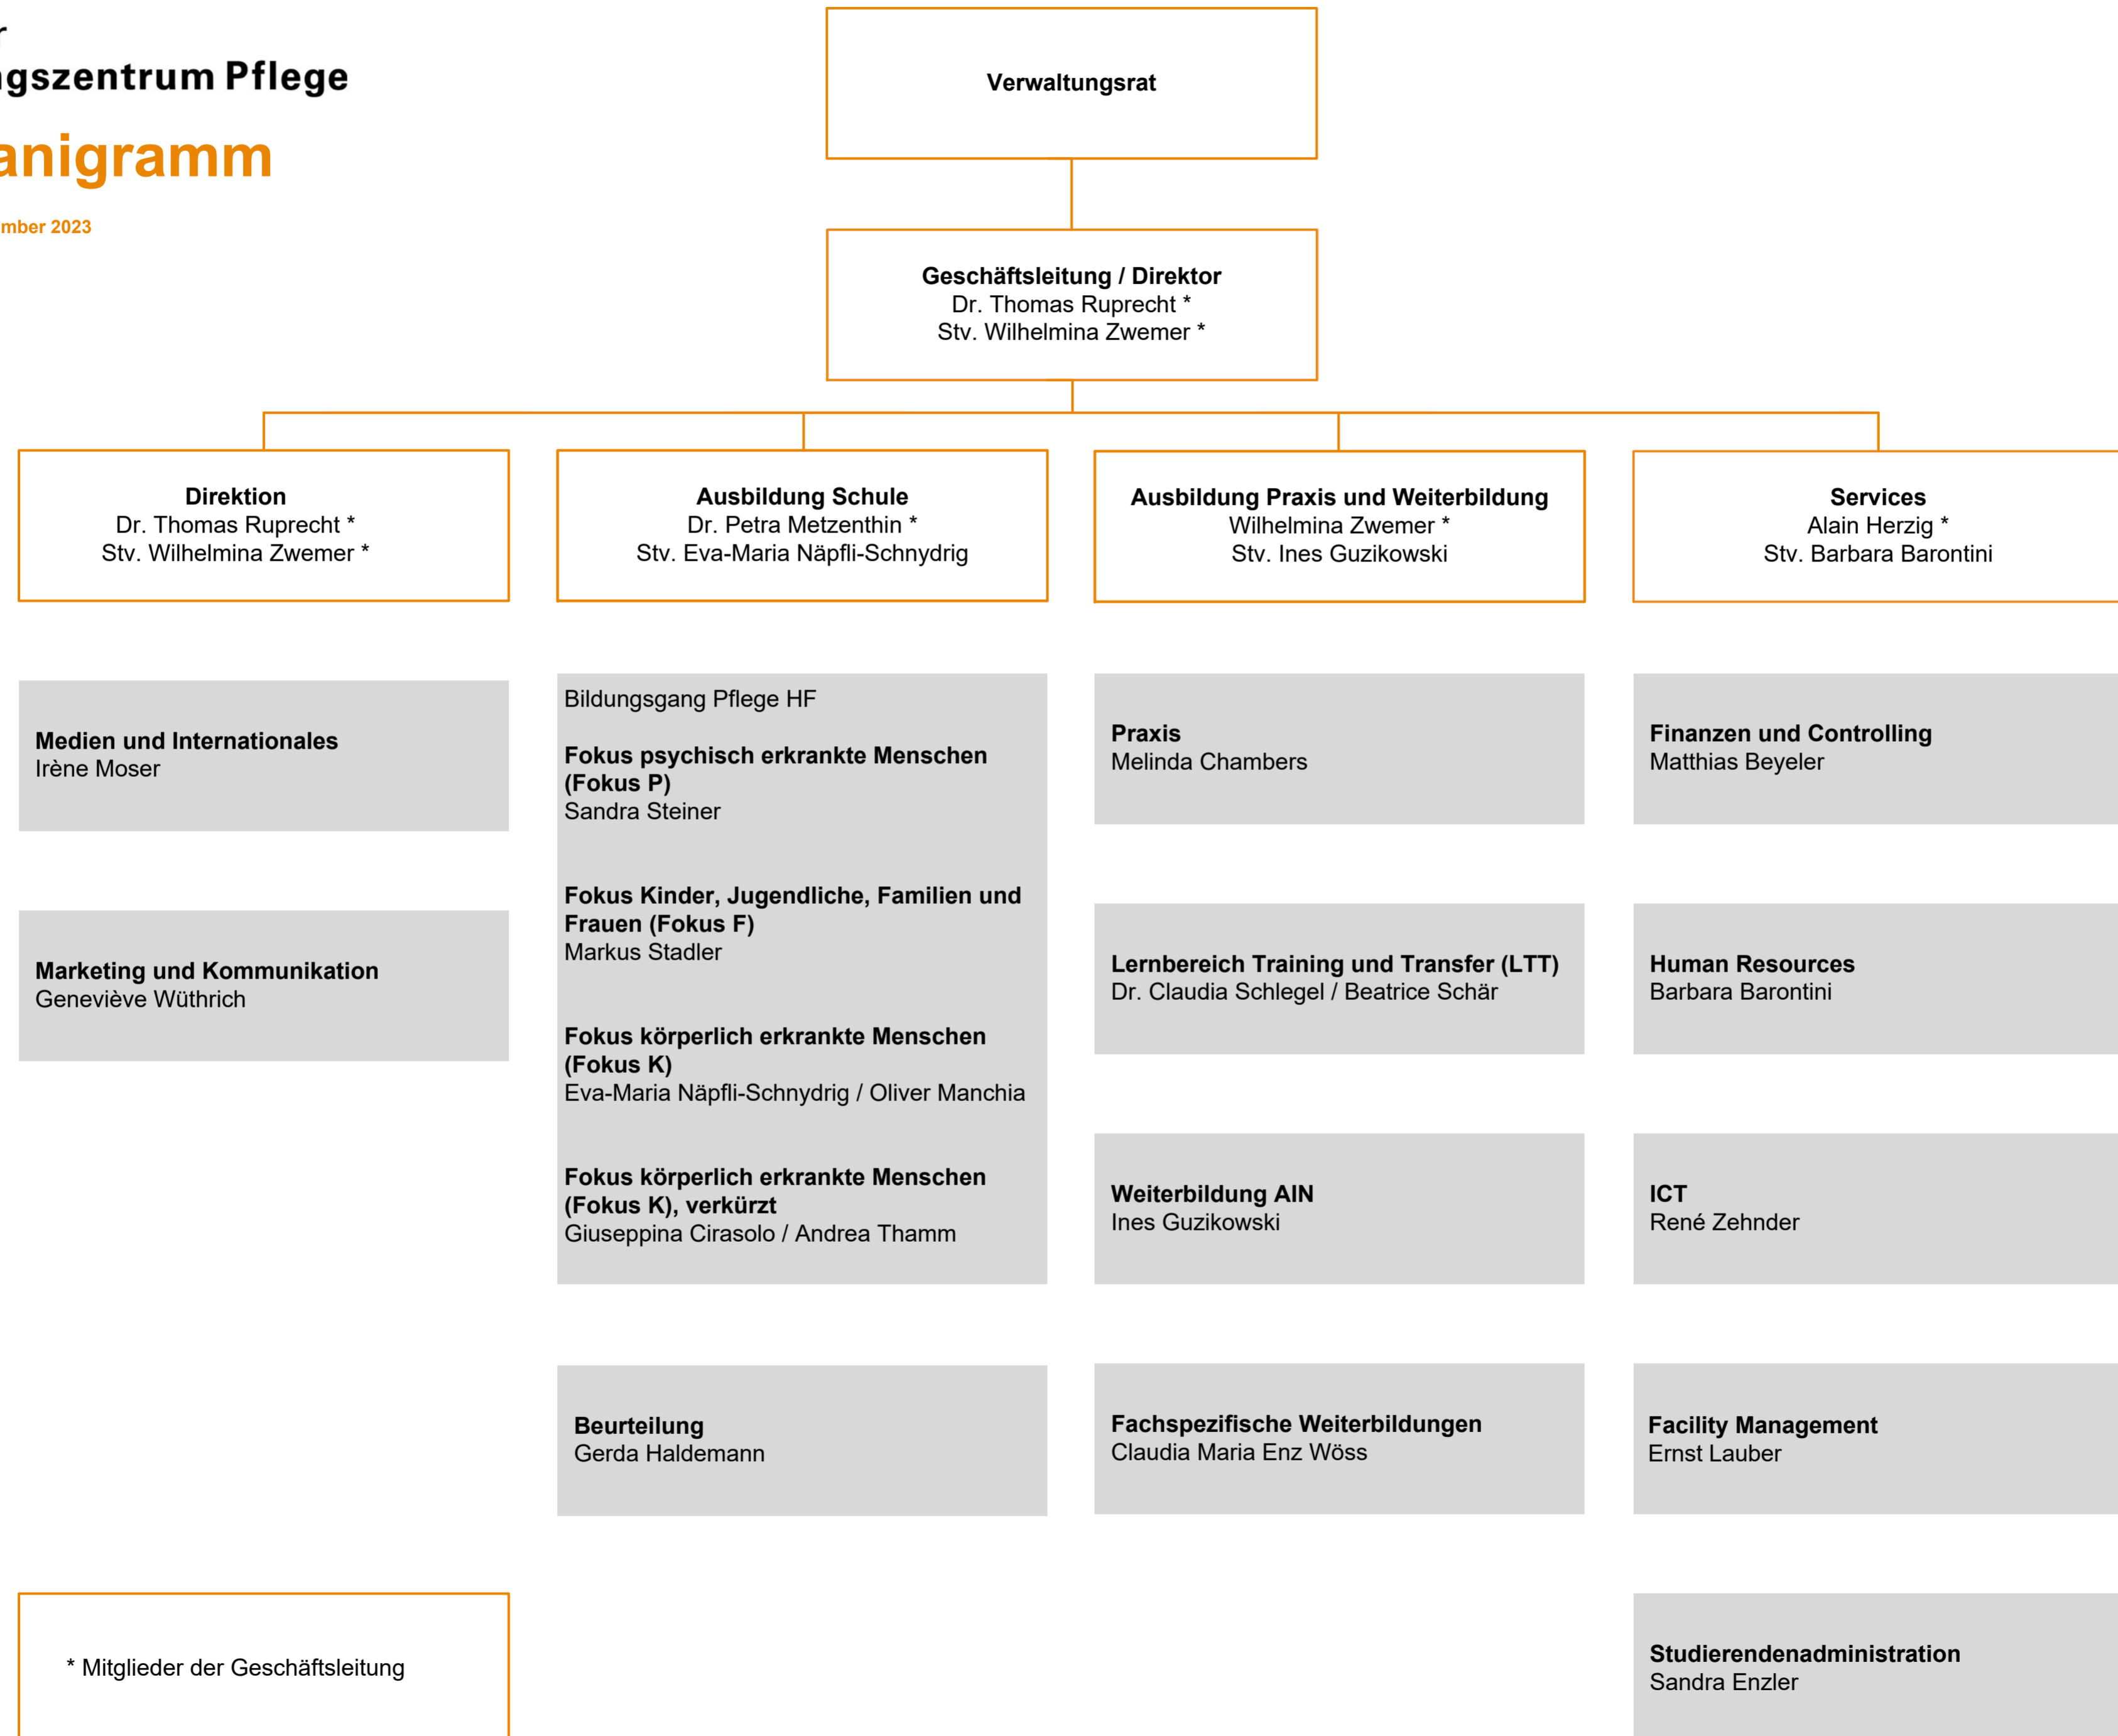 ngszentrum Pflege
anigramm
mber 2023
Verwaltungsrat
Geschäftsleitung / Direktor
Dr. Thomas Ruprecht *
Stv. Wilhelmina Zwemer *
Direktion
Dr. Thomas Ruprecht *
Stv. Wilhelmina Zwemer *
Ausbildung Schule
Dr. Petra Metzenthin *
Stv. Eva-Maria Näpfli-Schnydrig
Ausbildung Praxis und Weiterbildung
Wilhelmina Zwemer *
Stv. Ines Guzikowski
Services
Alain Herzig *
Stv. Barbara Barontini
Medien und Internationales
Irène Moser
Marketing und Kommunikation
Geneviève Wüthrich
Bildungsgang Pflege HF
Fokus psychisch erkrankte Menschen
(Fokus P)
Sandra Steiner
Fokus Kinder, Jugendliche, Familien und
Frauen (Fokus F)
Markus Stadler
Fokus körperlich erkrankte Menschen
(Fokus K)
Eva-Maria Näpfli-Schnydrig / Oliver Manchia
Fokus körperlich erkrankte Menschen
(Fokus K), verkürzt
Giuseppina Cirasolo / Andrea Thamm
Beurteilung
Gerda Haldemann
Praxis
Melinda Chambers
Lernbereich Training und Transfer (LTT)
Dr. Claudia Schlegel / Beatrice Schär
Weiterbildung AIN
Ines Guzikowski
Fachspezifische Weiterbildungen
Claudia Maria Enz Wöss
Finanzen und Controlling
Matthias Beyeler
Human Resources
Barbara Barontini
ICT
René Zehnder
Facility Management
Ernst Lauber
Studierendenadministration
Sandra Enzler
* Mitglieder der Geschäftsleitung